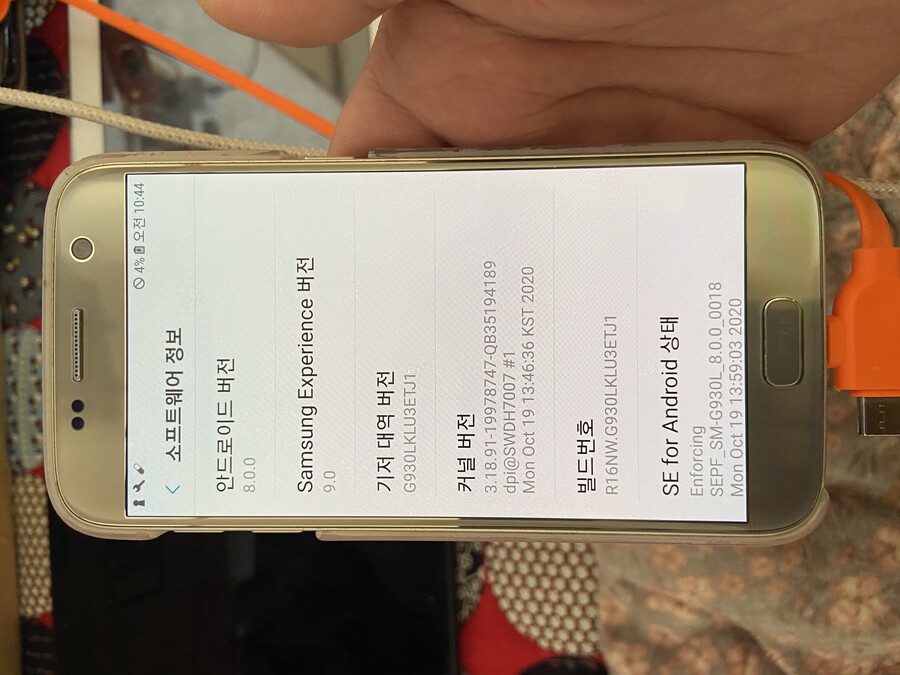 4% 오전 10:44
소프트웨어 정보
안드로이드 버전
8.0.0
Samsung Experience 버전
9.0
기저 대역 버전
G930LKLU3ETJ1
커널 버전
3.18.91-19978747-QB35194189
dpi@SWDH7007 #1
Mon Oct 19 13:46:36 KST 2020
빌드번호
R16NW.G930LKLU3ETJ1
SE for Android 상태
Enforcing
SEPF_SM-G930L_8.0.0_0018
Mon Oct 19 13:59:03 2020